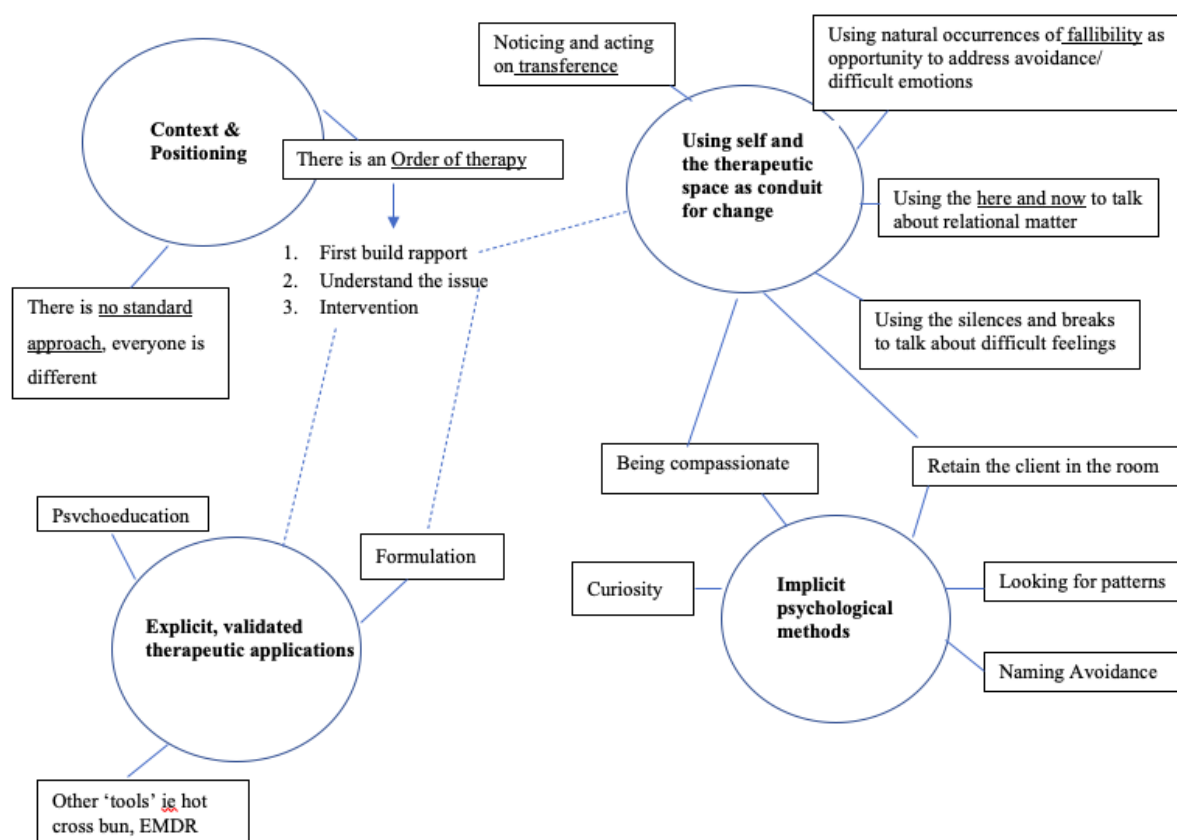 Noticing and acting
on transference
Using natural occurrences of fallibility as
opportunity to address avoidance/
difficult emotions
Context &
Positioning
There is an Order of therapy
Using self and
the therapeutic
space as conduit
for change
Using the here and now to talk
about relational matter
1. First build rapport
2. Understand the issue
3. Intervention
There is no standard
approach, everyone is
different
Using the silences and breaks
to talk about difficult feelings
Being compassionate
Retain the client in the room
Psychoeducation
Formulation
Explicit, validated
therapeutic applications
Curiosity
Implicit
psychological
methods
Looking for patterns
Naming Avoidance
Other ‘tools’ ie hot
cross bun, EMDR